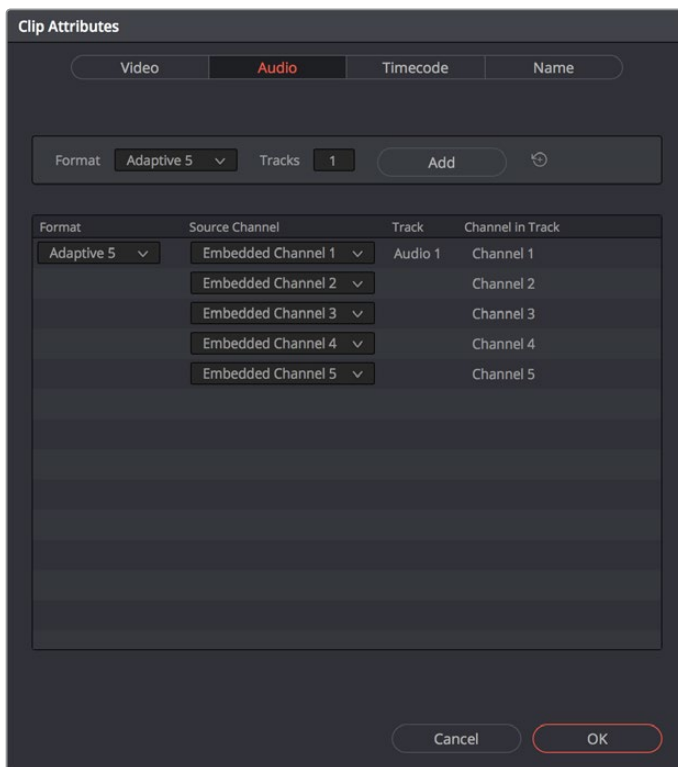 Clip Attributes
Video Audio Timecode Name
Format Adaptive 5 Tracks 1 Add
Format Source Channel Track Channel in Track
Adaptive 5 Embedded Channel 1 Audio 1 Channel 1
Embedded Channel 2 Channel 2
Embedded Channel 3 Channel 3
Embedded Channel 4 Channel 4
Embedded Channel 5 Channel 5
Cancel OK